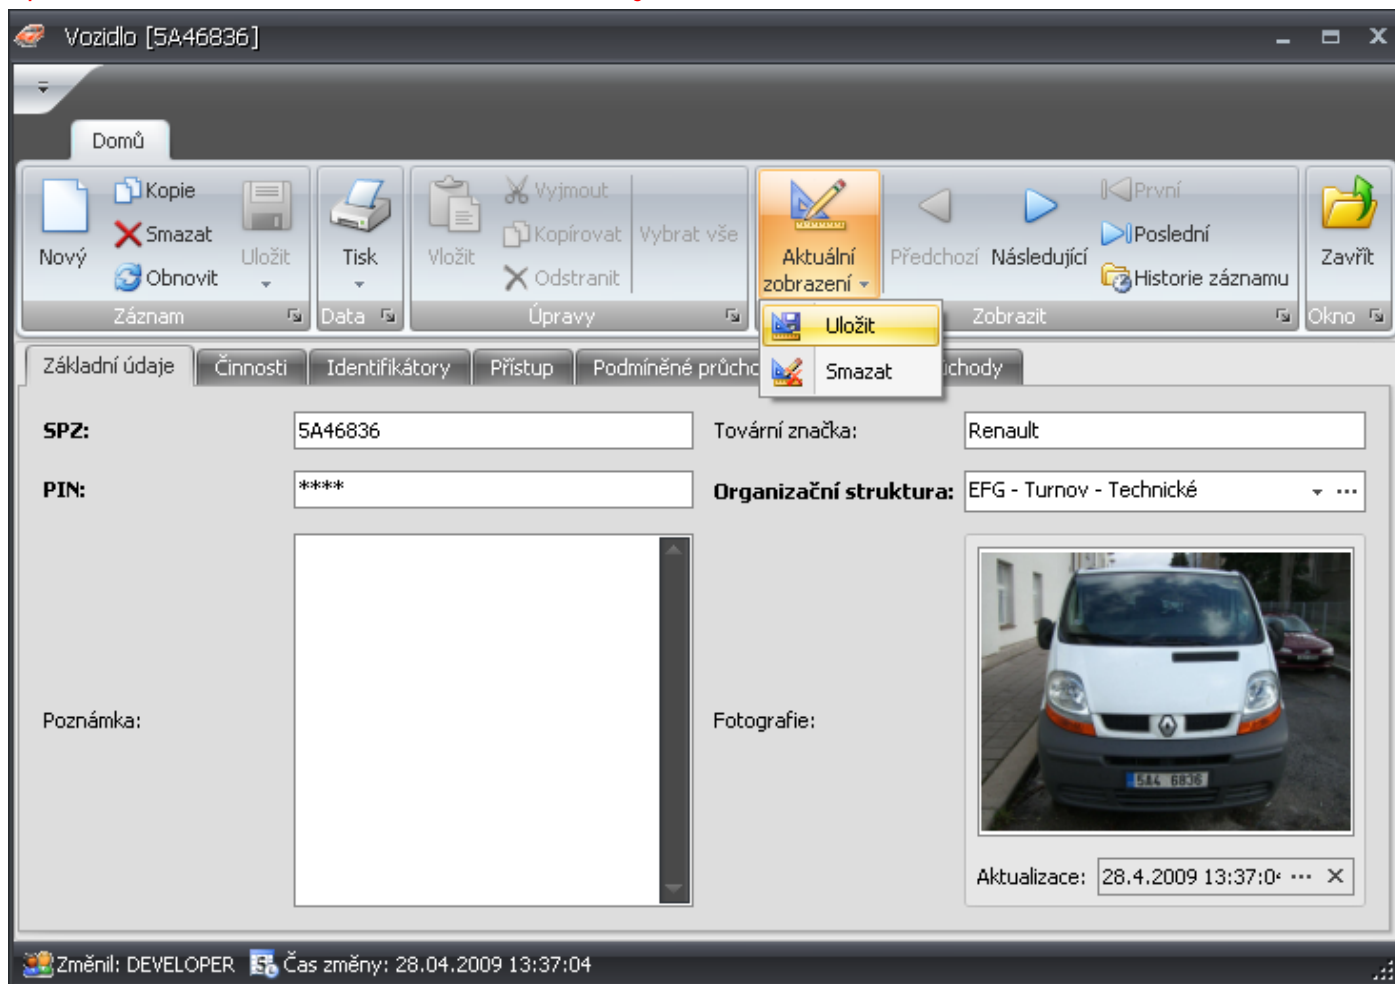 Vozidlo [5A46836]
Domů
Nový
Kopie
Smazat
Obnovit
Uložit
Záznam
Tisk
Data
Vložit
Vyjmout
Kopírovat
Odstranit
Vybrat vše
Úpravy
Aktuální
zobrazení
Předchozí
Následující
První
Poslední
Historie záznamu
Zobrazit
Zavřít
Okno
Uložit
Smazat
Základní údaje
Činnosti
Identifikátory
Přístup
Podmíněné
SPZ: 5A46836
Tovární značka: Renault
PIN: ****
Organizační struktura: EFG - Turnov - Technické
Poznámka:
Fotografie:
5A4 6836
Aktualizace: 28.4.2009 13:37:0
Změnil: DEVELOPER Čas změny: 28.04.2009 13:37:04